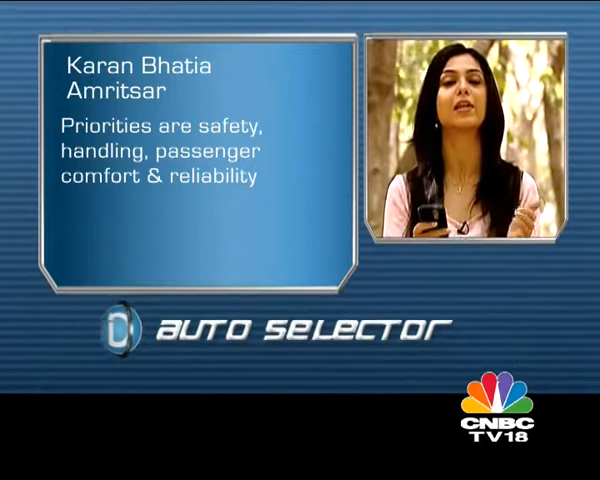 Karan Bhatia
Amritsar
Priorities are safety,
handling, passenger
comfort & reliability
D AUTO SELECTOR
CNBC
TV18